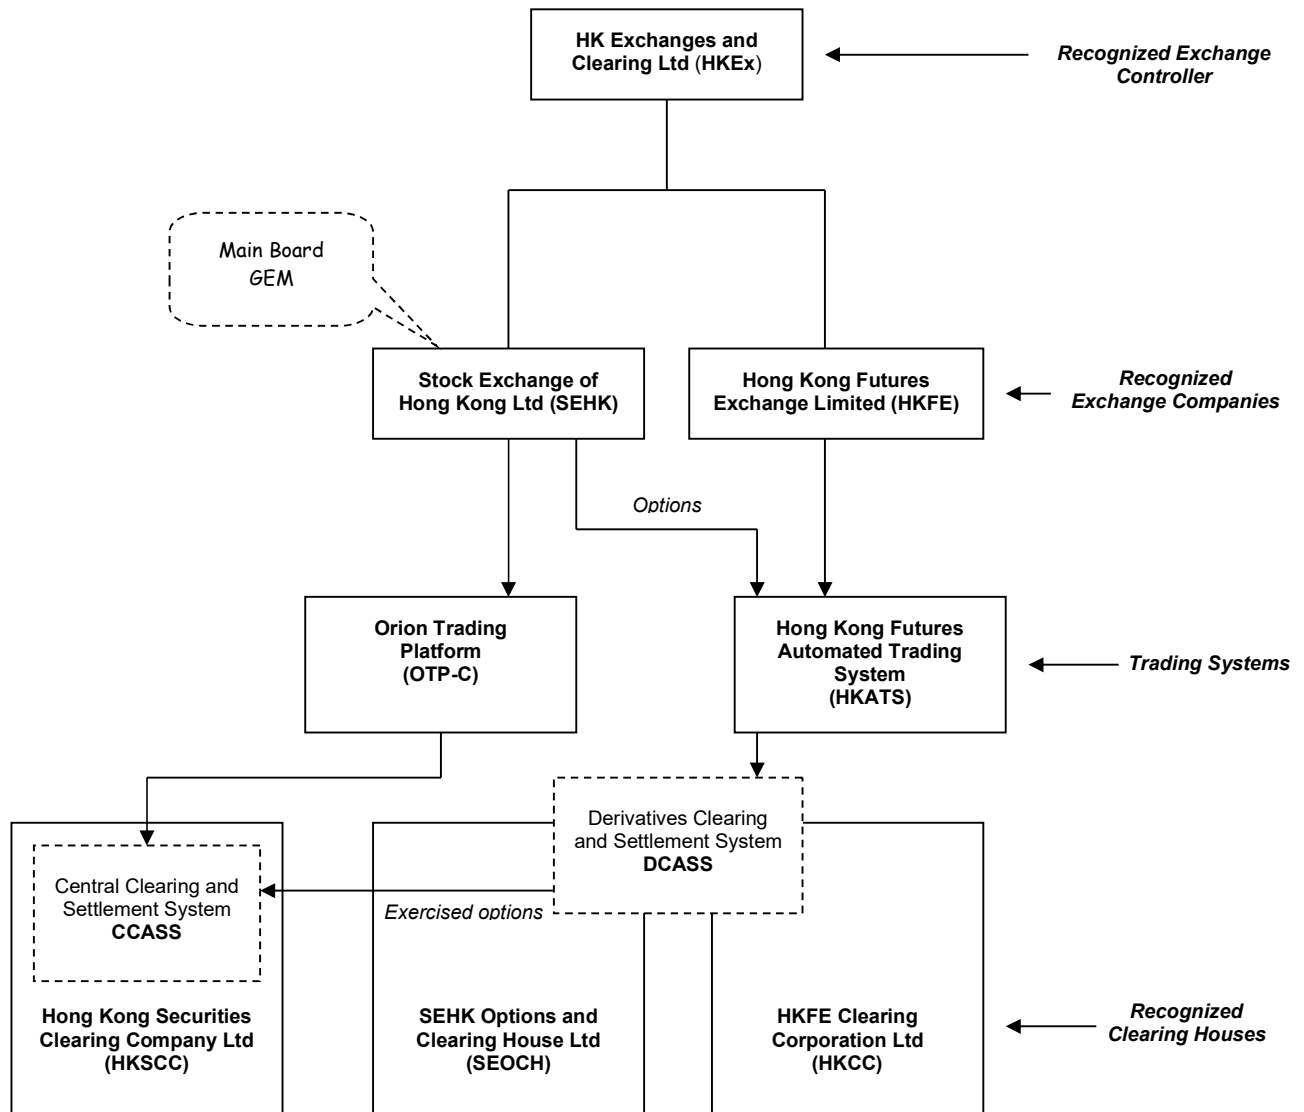 HK Exchanges and
Clearing Ltd (HKEx)
Recognized Exchange
Controller
Main Board
GEM
Stock Exchange of
Hong Kong Ltd (SEHK)
Hong Kong Futures
Exchange Limited (HKFE)
Recognized
Exchange Companies
Options
Orion Trading
Platform
(OTP-C)
Hong Kong Futures
Automated Trading
System
(HKATS)
Trading Systems
Derivatives Clearing
and Settlement System
DCASS
Central Clearing and
Settlement System
CCASS
Exercised options
Hong Kong Securities
Clearing Company Ltd
(HKSCC)
SEHK Options and
Clearing House Ltd
(SEOCH)
HKFE Clearing
Corporation Ltd
(HKCC)
Recognized
Clearing Houses